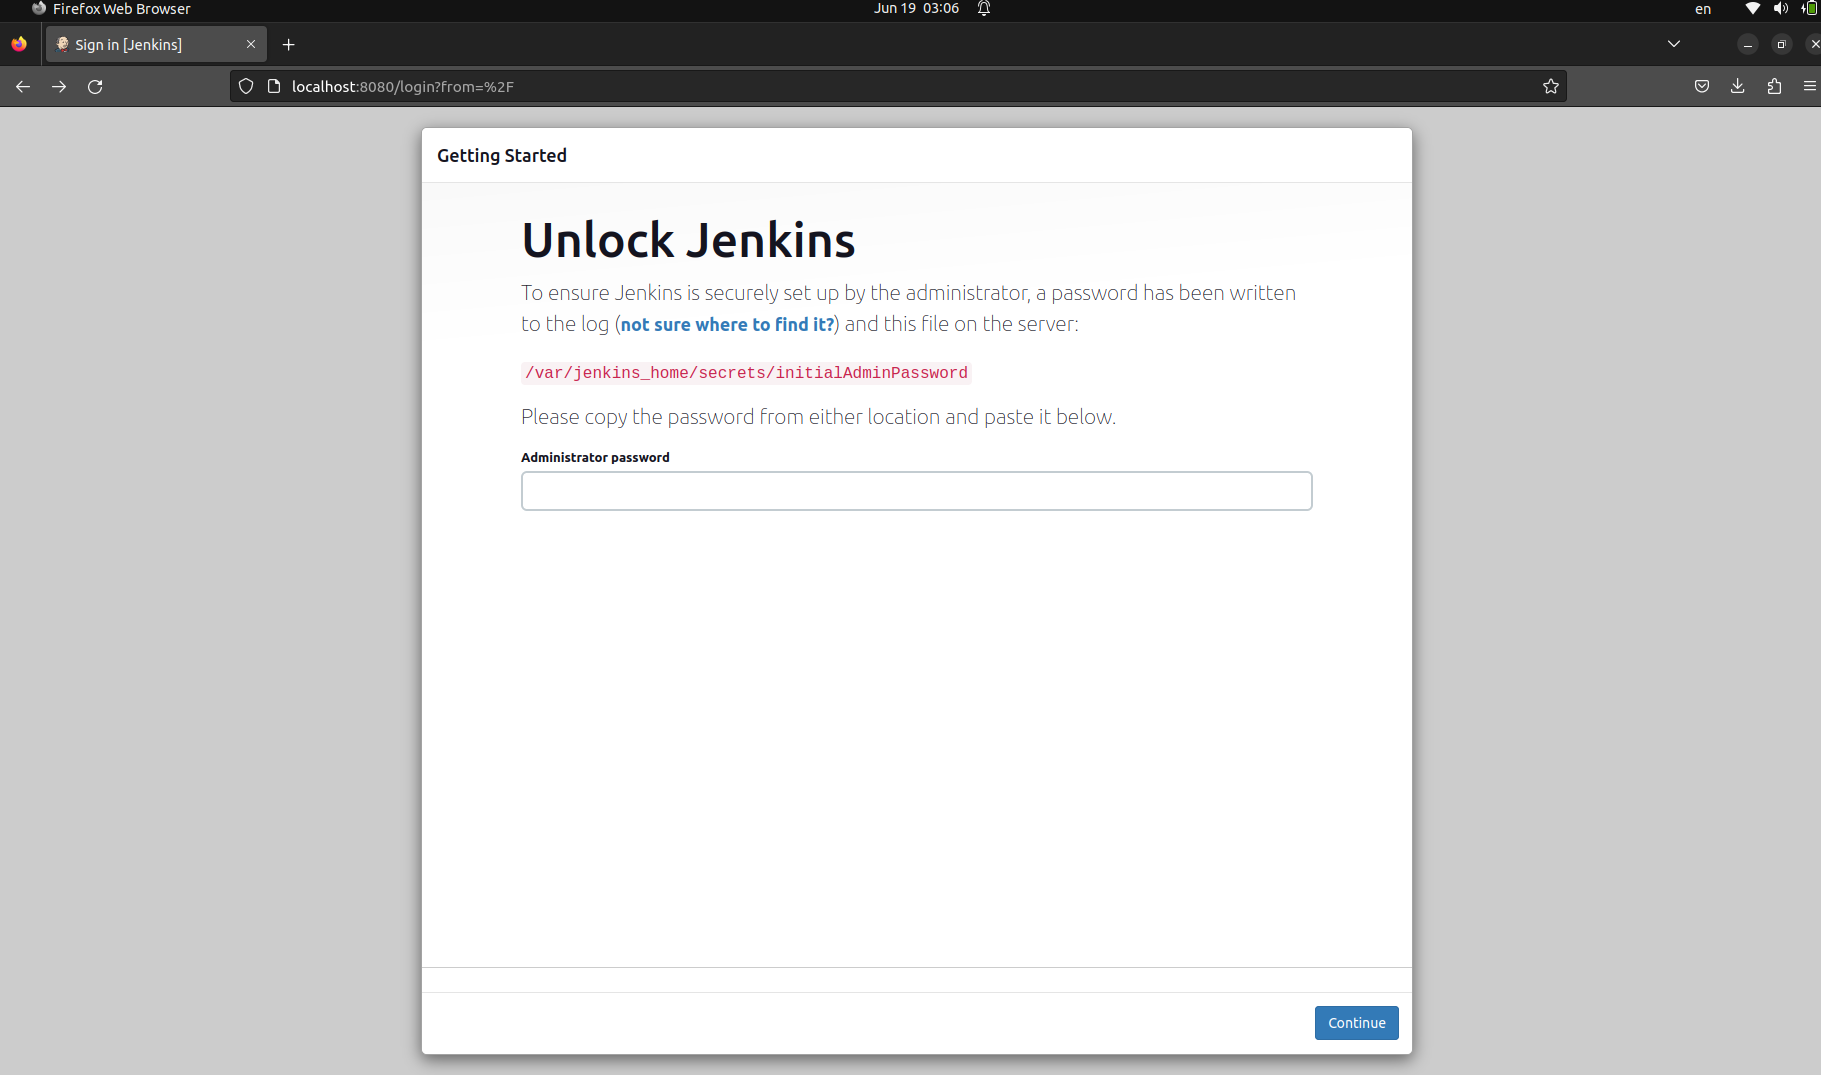 Firefox Web Browser
Jun 19 03:06
en
Sign in [Jenkins]
localhost:8080/login?from=%2F
Getting Started
Unlock Jenkins
To ensure Jenkins is securely set up by the administrator, a password has been written
to the log (not sure where to find it?) and this file on the server:
/var/jenkins_home/secrets/initialAdminPassword
Please copy the password from either location and paste it below.
Administrator password
Continue